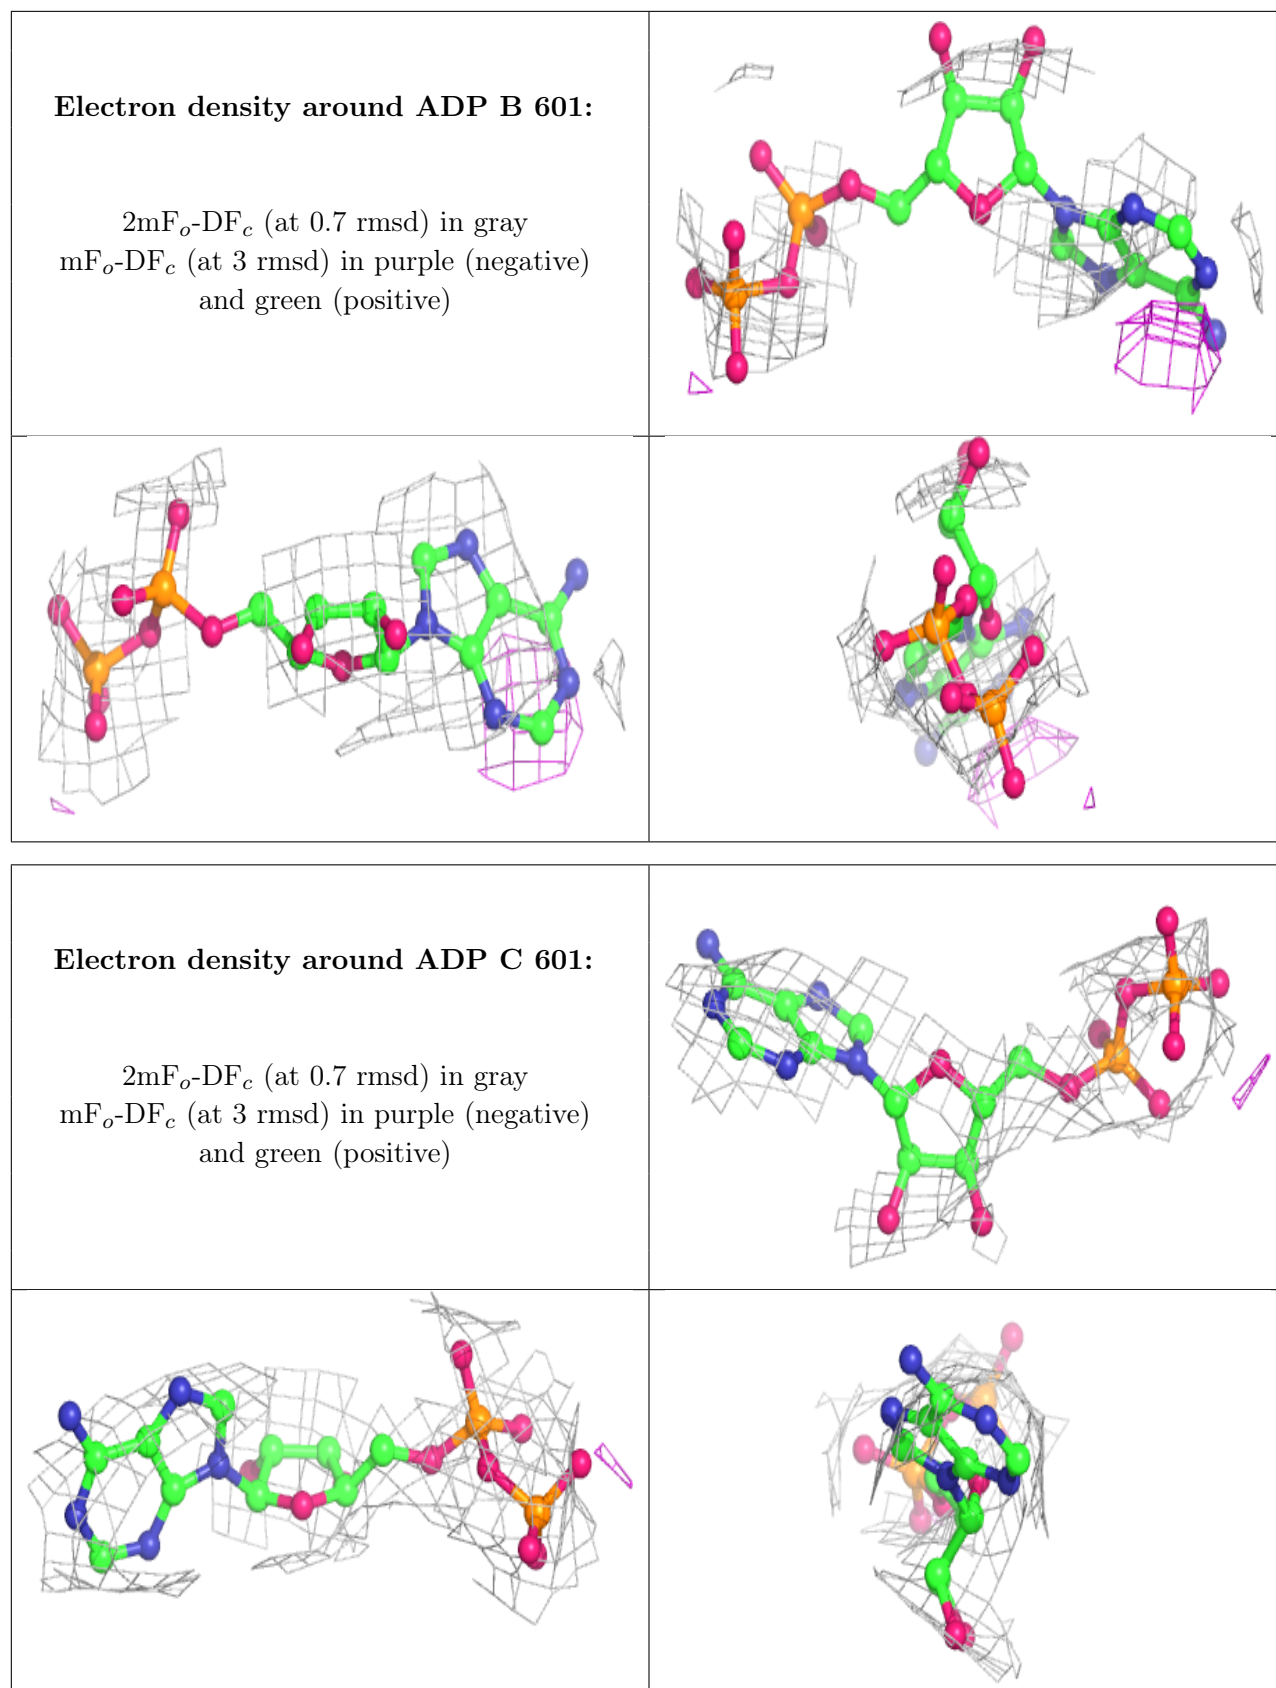 Electron density around ADP B 601:
2mFₒ-DF𝒸 (at 0.7 rmsd) in gray
mFₒ-DF𝒸 (at 3 rmsd) in purple (negative)
and green (positive)
Electron density around ADP C 601:
2mFₒ-DF𝒸 (at 0.7 rmsd) in gray
mFₒ-DF𝒸 (at 3 rmsd) in purple (negative)
and green (positive)